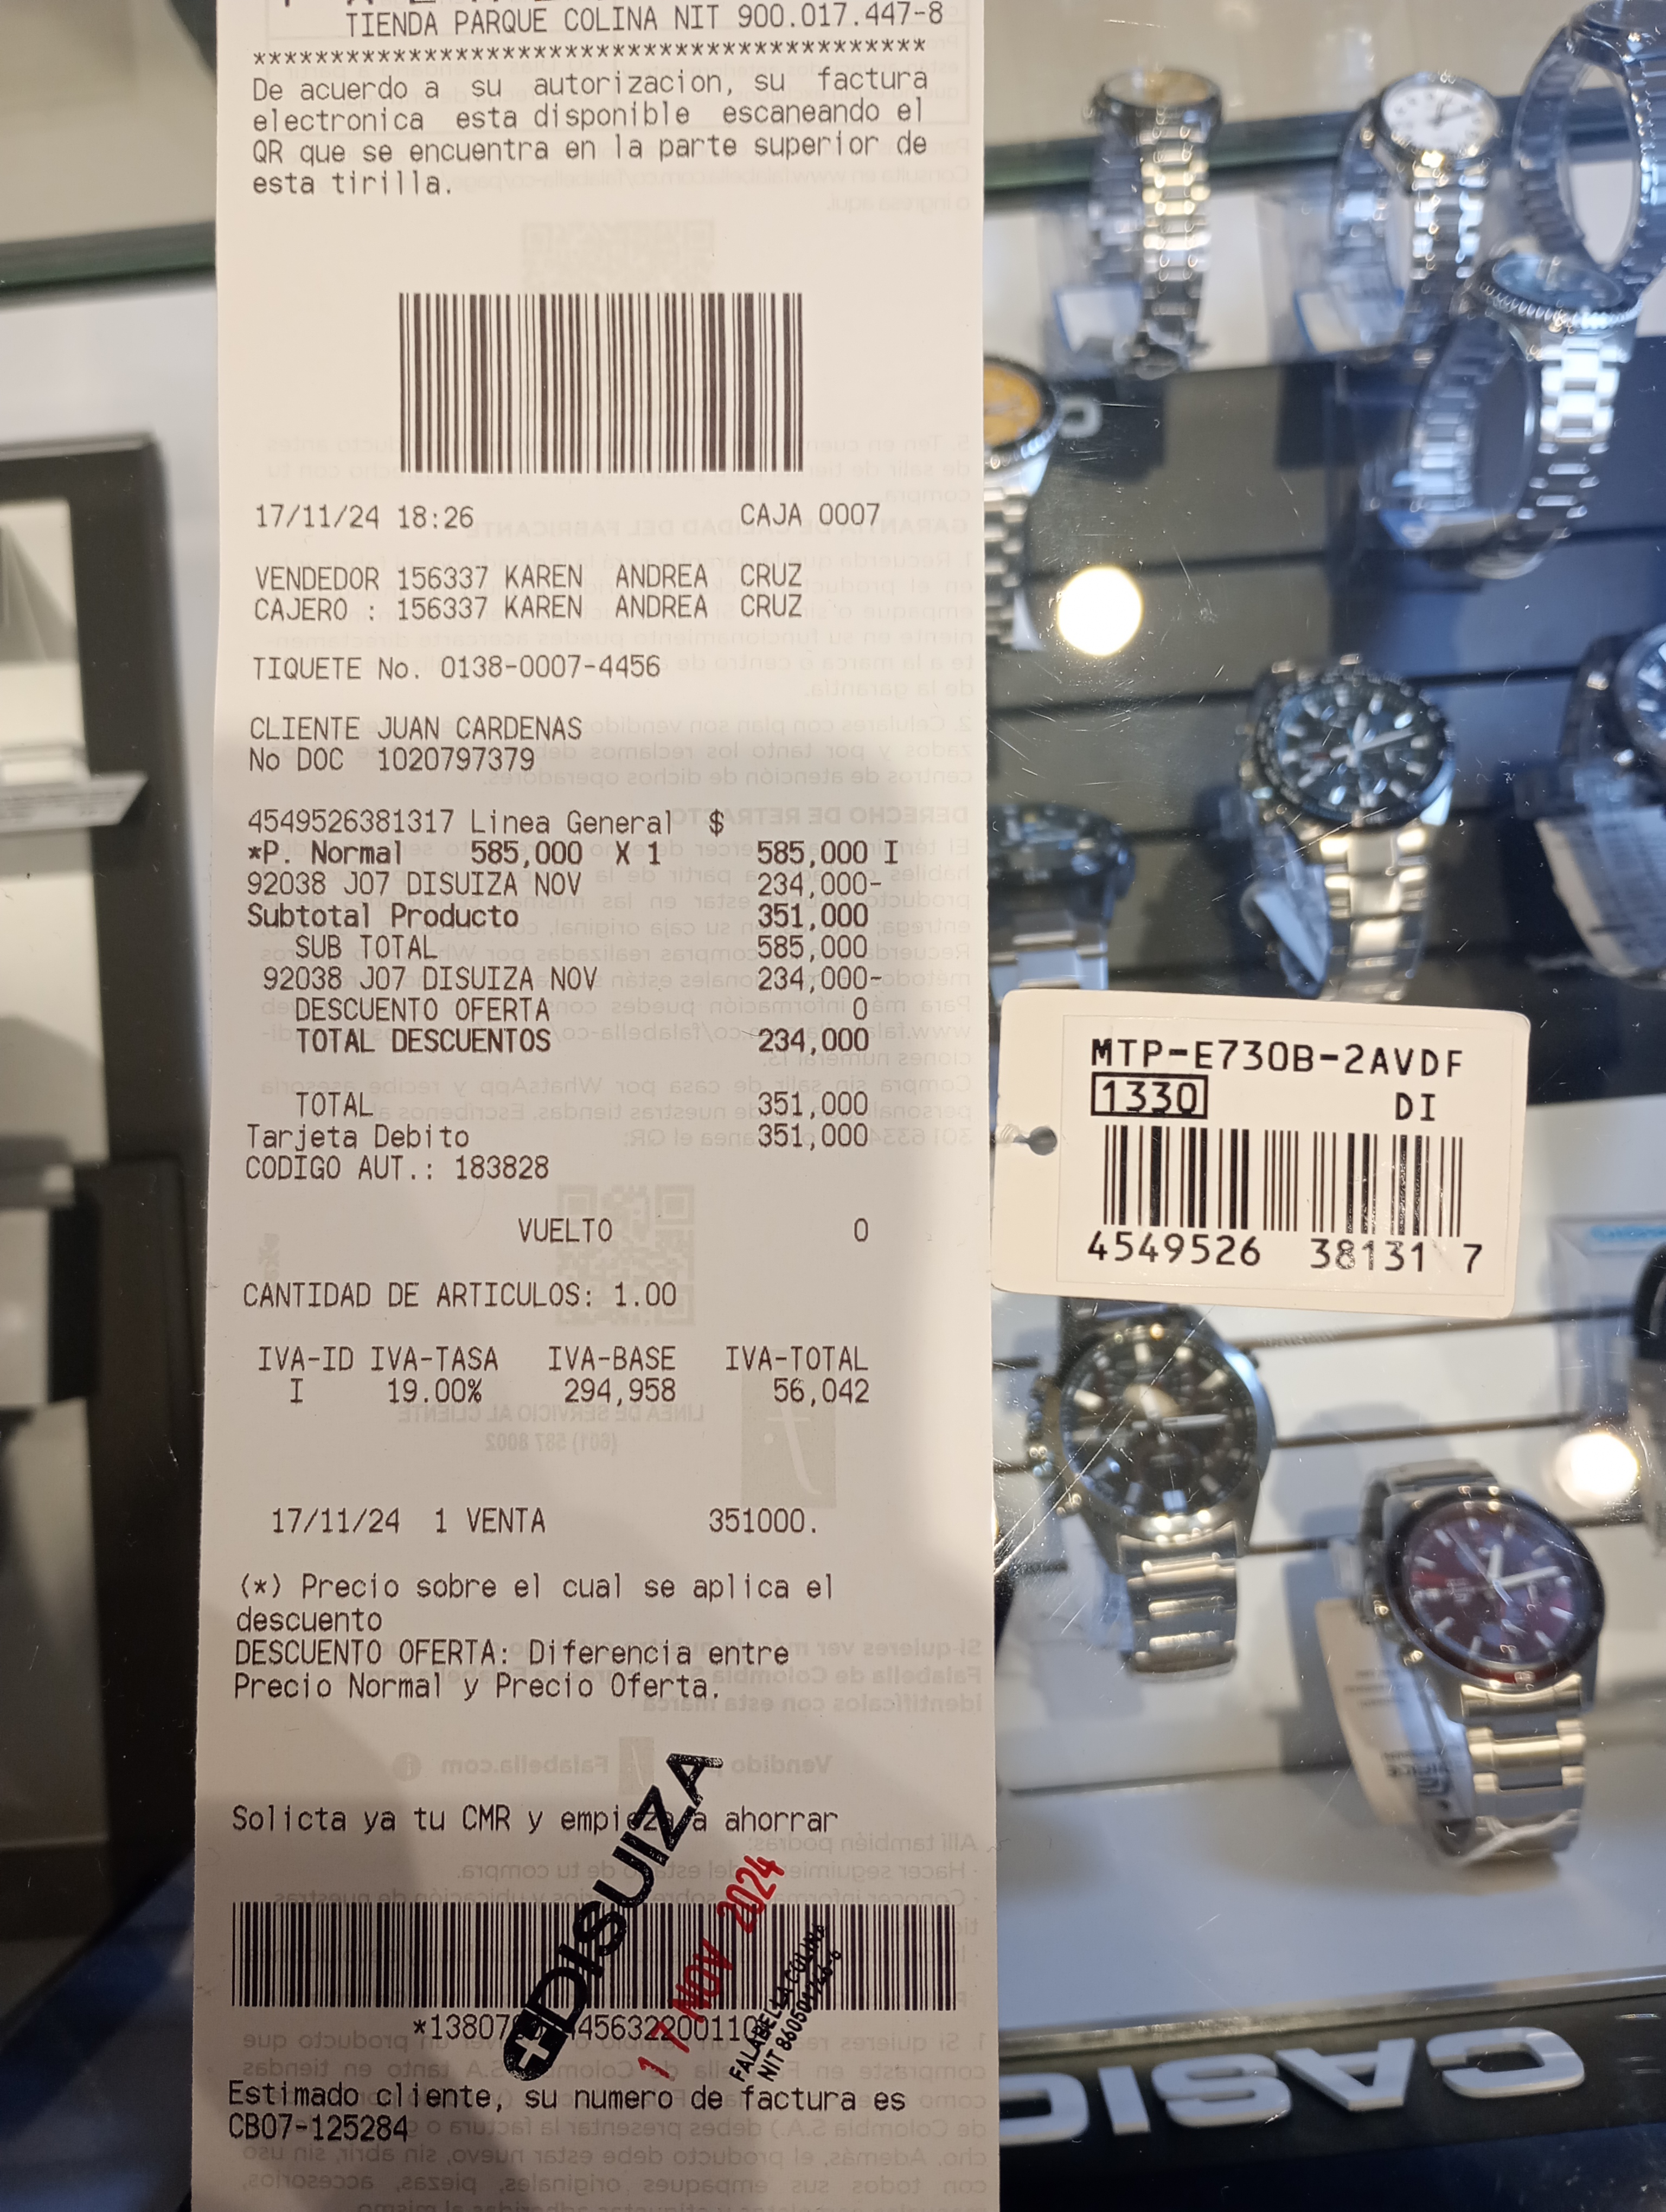 TIENDA PARQUE COLINA NIT 900.017.447-8
*******************************************
De acuerdo a su autorizacion, su factura
electronica esta disponible escaneando el
QR que se encuentra en la parte superior de
esta tirilla.
17/11/24 18:26 CAJA 0007
VENDEDOR 156337 KAREN ANDREA CRUZ
CAJERO : 156337 KAREN ANDREA CRUZ
TIQUETE No. 0138-0007-4456
CLIENTE JUAN CARDENAS
No DOC 1020797379
4549526381317 Linea General $
*P. Normal 585,000 X 1 585,000 I
92038 J07 DISUIZA NOV 234,000-
Subtotal Producto 351,000
SUB TOTAL 585,000
92038 J07 DISUIZA NOV 234,000-
DESCUENTO OFERTA 0
TOTAL DESCUENTOS 234,000
TOTAL 351,000
Tarjeta Debito 351,000
CODIGO AUT.: 183828
VUELTO 0
CANTIDAD DE ARTICULOS: 1.00
IVA-ID IVA-TASA IVA-BASE IVA-TOTAL
I 19.00% 294,958 56,042
17/11/24 1 VENTA 351000.
(*) Precio sobre el cual se aplica el
descuento
DESCUENTO OFERTA: Diferencia entre
Precio Normal y Precio Oferta.
Solicta ya tu CMR y empieza a ahorrar
DISUIZA
17 NOV 2024
FALABELLA COLINA
Estimado cliente, su numero de factura es
CB07-125284
MTP-E730B-2AVDF
1330 DI
4549526 38131 7
CASIO